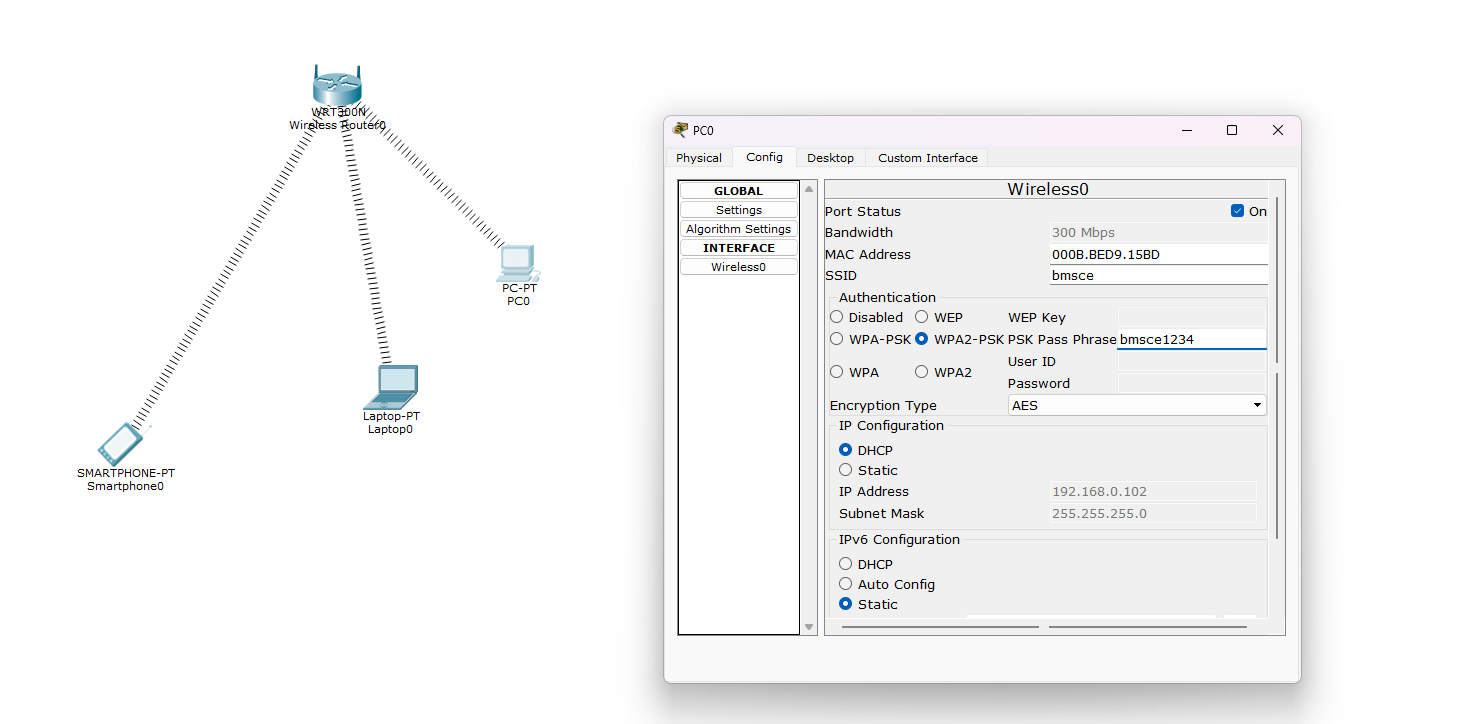 WRT300N
Wireless Router0
PC-PT
PC0
Laptop-PT
Laptop0
SMARTPHONE-PT
Smartphone0
PC0
Physical Config Desktop Custom Interface
GLOBAL
Settings
Algorithm Settings
INTERFACE
Wireless0
Wireless0
Port Status On
Bandwidth 300 Mbps
MAC Address 000B.BED9.15BD
SSID bmsce
Authentication
Disabled WEP WEP Key
WPA-PSK WPA2-PSK PSK Pass Phrase bmsce1234
User ID
WPA WPA2
Password
Encryption Type AES
IP Configuration
DHCP
Static
IP Address 192.168.0.102
Subnet Mask 255.255.255.0
IPv6 Configuration
DHCP
Auto Config
Static